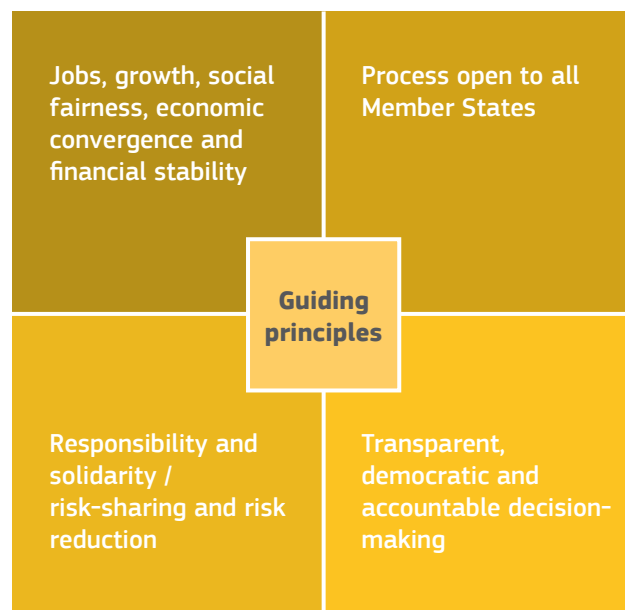 Jobs, growth, social
fairness, economic
convergence and
financial stability
Process open to all
Member States
Guiding
principles
Responsibility and
solidarity /
risk-sharing and risk
reduction
Transparent,
democratic and
accountable decision-
making